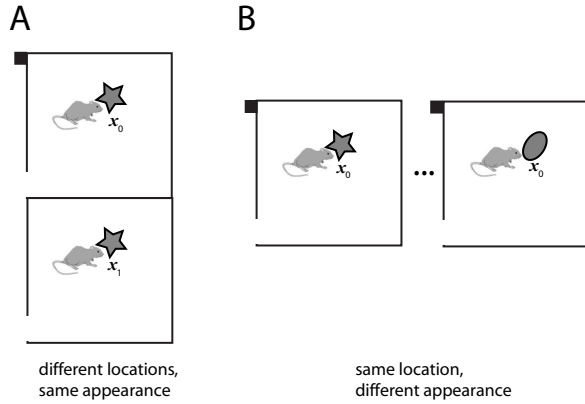 A
B
x0
x0
...
x0
x1
different locations,
same appearance
same location,
different appearance